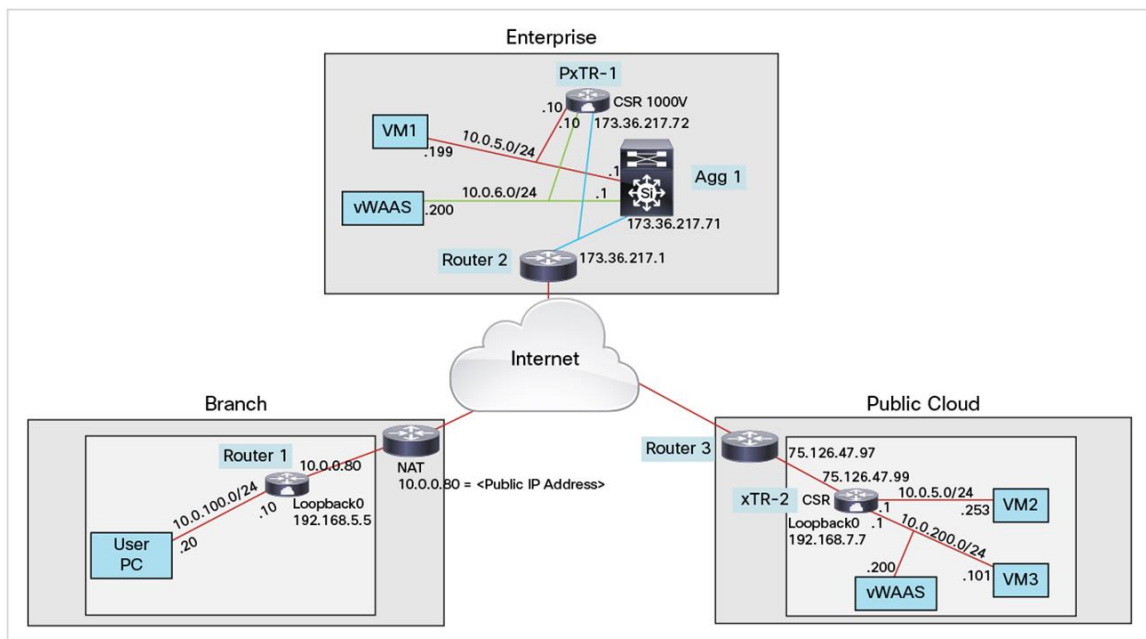 Enterprise
PxTR-1
CSR 1000V
.10
.10
173.36.217.72
VM1
.199
10.0.5.0/24
.1
Agg 1
Si
vWAAS
.200
10.0.6.0/24
.1
173.36.217.71
Router 2
173.36.217.1
Internet
Branch
Router 1
10.0.0.80
NAT
10.0.0.80 = <Public IP Address>
10.0.100.0/24
.10
Loopback0
192.168.5.5
User
PC
.20
Public Cloud
Router 3
75.126.47.97
75.126.47.99
xTR-2
CSR
10.0.5.0/24
.1
.253
VM2
Loopback0
192.168.7.7
.1
10.0.200.0/24
.200
vWAAS
.101
VM3